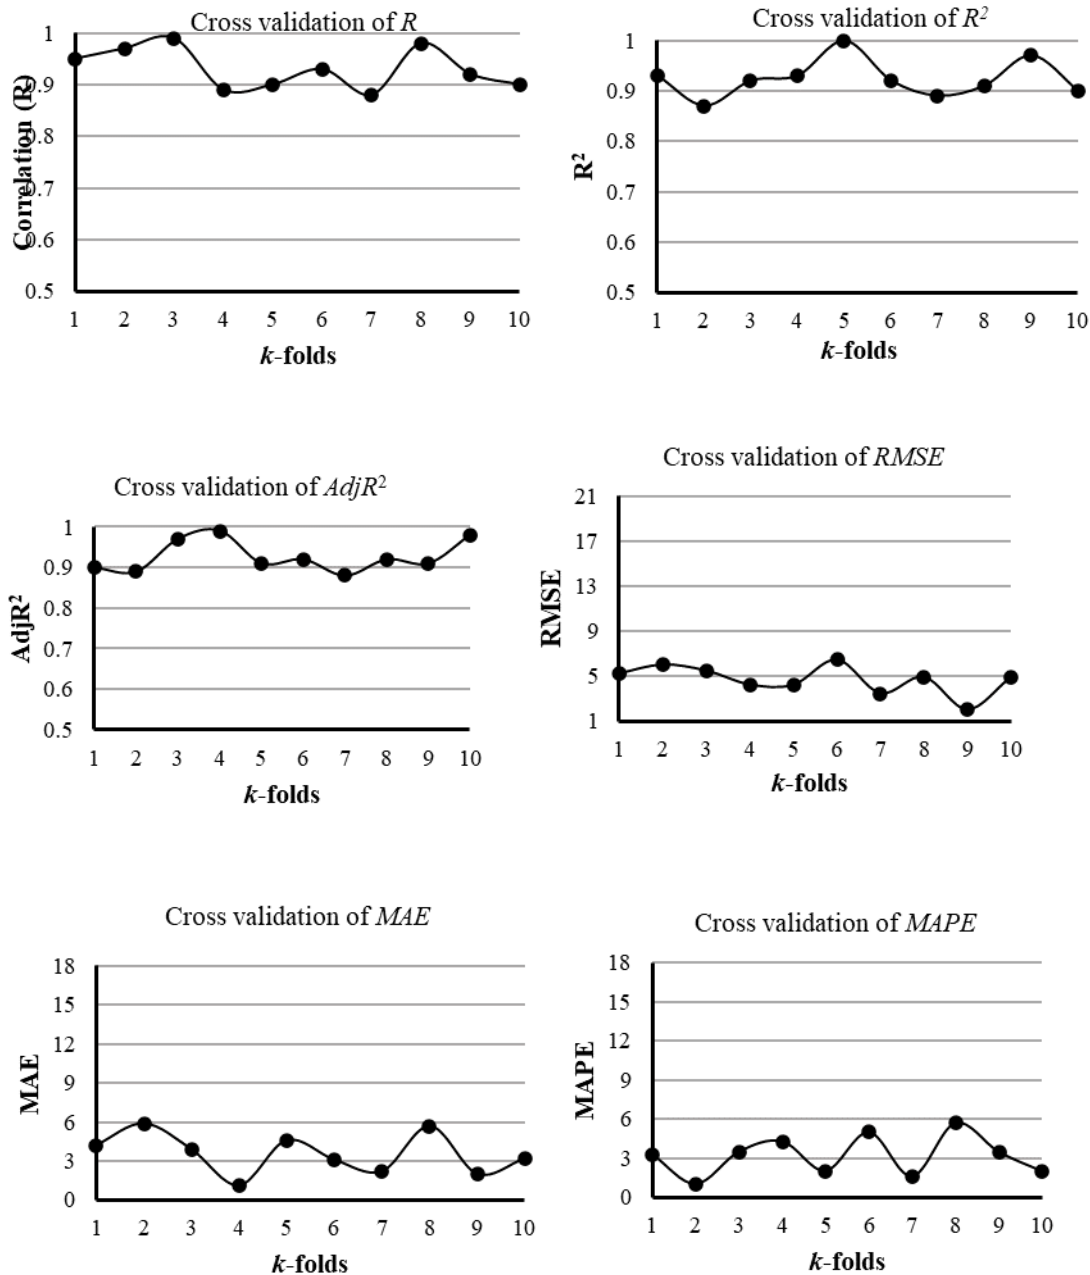 Cross validation of R
Correlation (R)
1
0.9
0.8
0.7
0.6
0.5
1 2 3 4 5 6 7 8 9 10
k-folds
Cross validation of R²
R²
1
0.9
0.8
0.7
0.6
0.5
1 2 3 4 5 6 7 8 9 10
k-folds
Cross validation of AdjR²
AdjR²
1
0.9
0.8
0.7
0.6
0.5
1 2 3 4 5 6 7 8 9 10
k-folds
Cross validation of RMSE
RMSE
21
17
13
9
5
1
1 2 3 4 5 6 7 8 9 10
k-folds
Cross validation of MAE
MAE
18
15
12
9
6
3
0
1 2 3 4 5 6 7 8 9 10
k-folds
Cross validation of MAPE
MAPE
18
15
12
9
6
3
0
1 2 3 4 5 6 7 8 9 10
k-folds